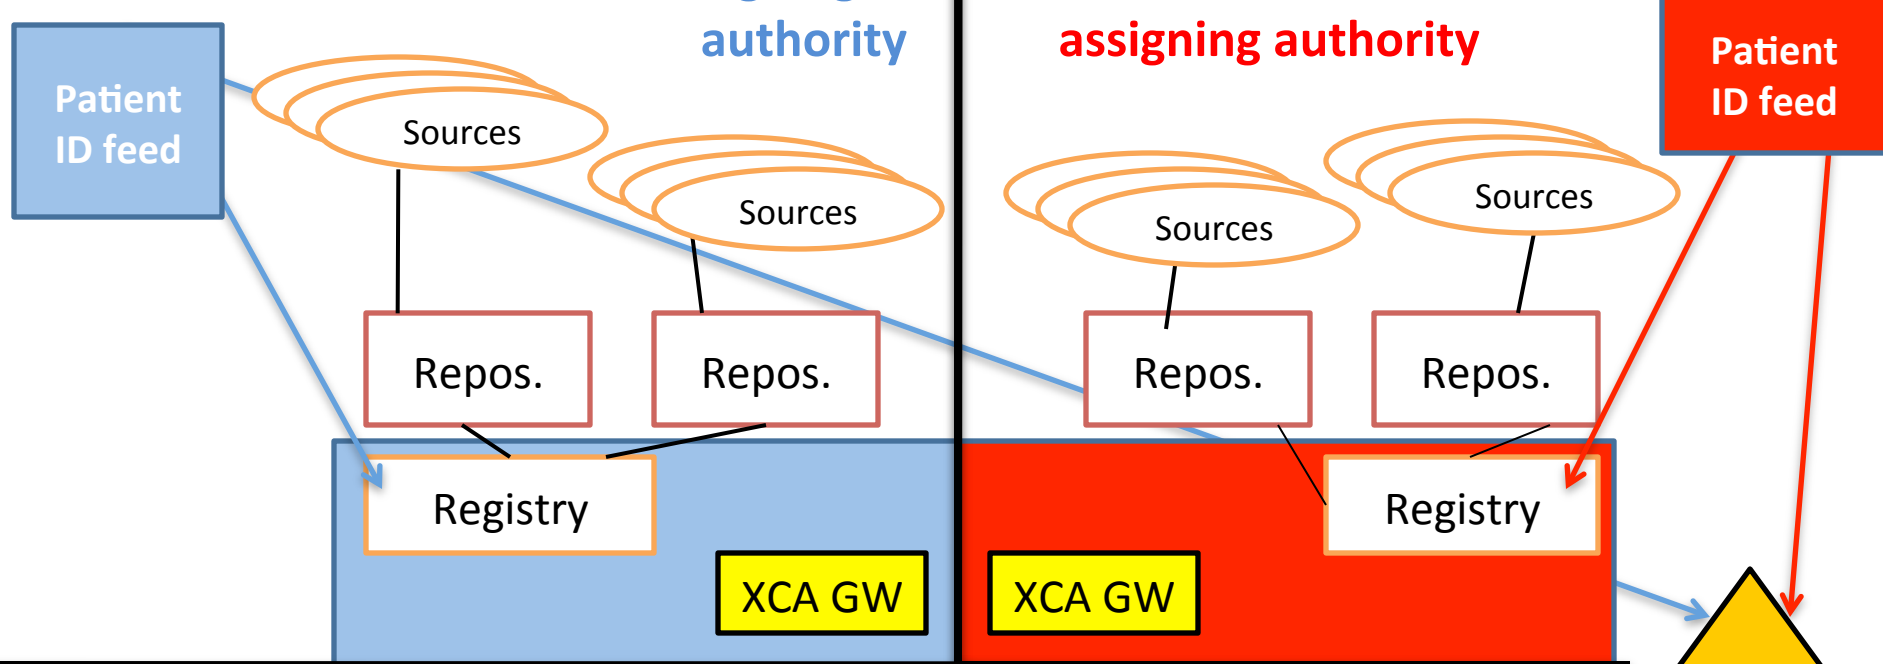 authority
assigning authority
Patient
ID feed
Patient
ID feed
Sources
Sources
Sources
Sources
Repos.
Repos.
Repos.
Repos.
Registry
Registry
XCA GW
XCA GW